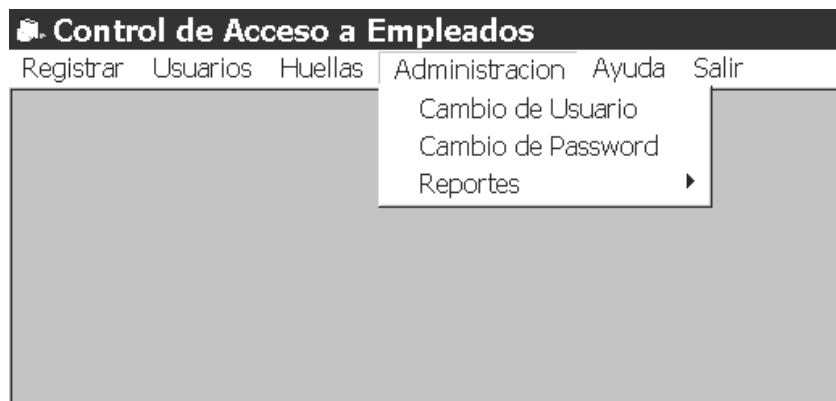 Control de Acceso a Empleados
Registrar Usuarios Huellas Administracion Ayuda Salir
Cambio de Usuario
Cambio de Password
Reportes